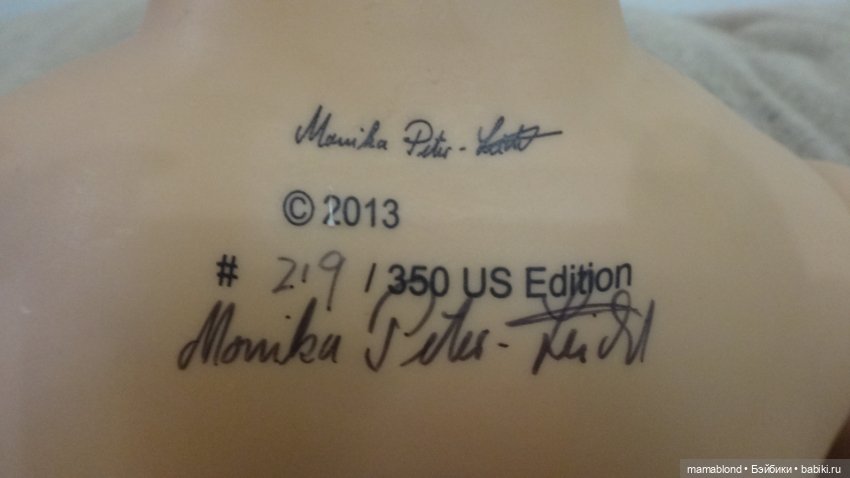 Monika Peter-Leicht
© 2013
# 219 / 350 US Edition
Monika Peter-Leicht
mamablond • Бэйбики • babiki.ru